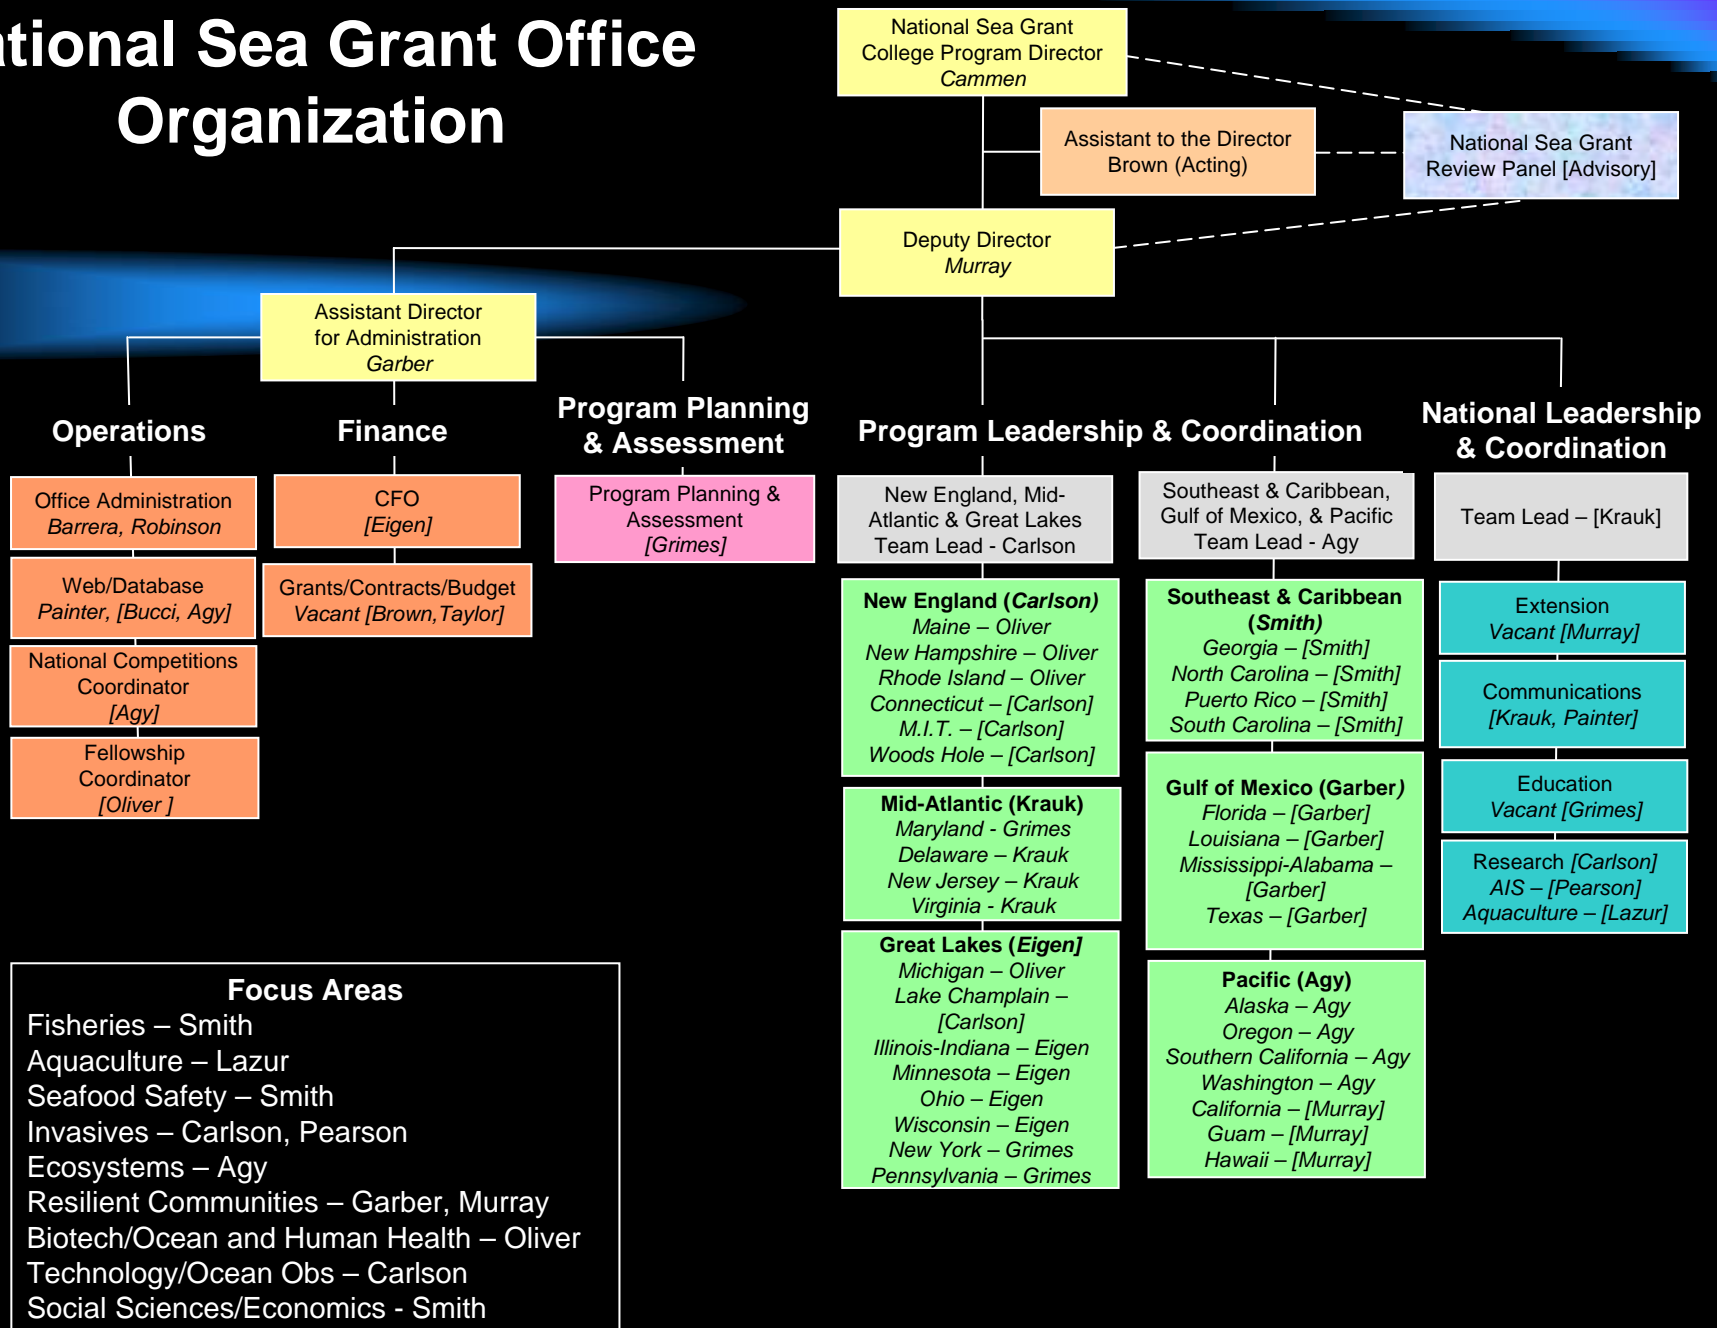 ational Sea Grant Office
Organization
National Sea Grant
College Program Director
Cammen
Assistant to the Director
Brown (Acting)
National Sea Grant
Review Panel [Advisory]
Deputy Director
Murray
Assistant Director
for Administration
Garber
Operations
Office Administration
Barrera, Robinson
Web/Database
Painter, [Bucci, Agy]
National Competitions
Coordinator
[Agy]
Fellowship
Coordinator
[Oliver ]
Finance
CFO
[Eigen]
Grants/Contracts/Budget
Vacant [Brown,Taylor]
Program Planning
& Assessment
Program Planning &
Assessment
[Grimes]
Program Leadership & Coordination
New England, Mid-
Atlantic & Great Lakes
Team Lead - Carlson
New England (Carlson)
Maine – Oliver
New Hampshire – Oliver
Rhode Island – Oliver
Connecticut – [Carlson]
M.I.T. – [Carlson]
Woods Hole – [Carlson]
Mid-Atlantic (Krauk)
Maryland - Grimes
Delaware – Krauk
New Jersey – Krauk
Virginia - Krauk
Great Lakes (Eigen]
Michigan – Oliver
Lake Champlain –
[Carlson]
Illinois-Indiana – Eigen
Minnesota – Eigen
Ohio – Eigen
Wisconsin – Eigen
New York – Grimes
Pennsylvania – Grimes
Southeast & Caribbean,
Gulf of Mexico, & Pacific
Team Lead - Agy
Southeast & Caribbean
(Smith)
Georgia – [Smith]
North Carolina – [Smith]
Puerto Rico – [Smith]
South Carolina – [Smith]
Gulf of Mexico (Garber)
Florida – [Garber]
Louisiana – [Garber]
Mississippi-Alabama –
[Garber]
Texas – [Garber]
Pacific (Agy)
Alaska – Agy
Oregon – Agy
Southern California – Agy
Washington – Agy
California – [Murray]
Guam – [Murray]
Hawaii – [Murray]
National Leadership
& Coordination
Team Lead – [Krauk]
Extension
Vacant [Murray]
Communications
[Krauk, Painter]
Education
Vacant [Grimes]
Research [Carlson]
AIS – [Pearson]
Aquaculture – [Lazur]
Focus Areas
Fisheries – Smith
Aquaculture – Lazur
Seafood Safety – Smith
Invasives – Carlson, Pearson
Ecosystems – Agy
Resilient Communities – Garber, Murray
Biotech/Ocean and Human Health – Oliver
Technology/Ocean Obs – Carlson
Social Sciences/Economics - Smith